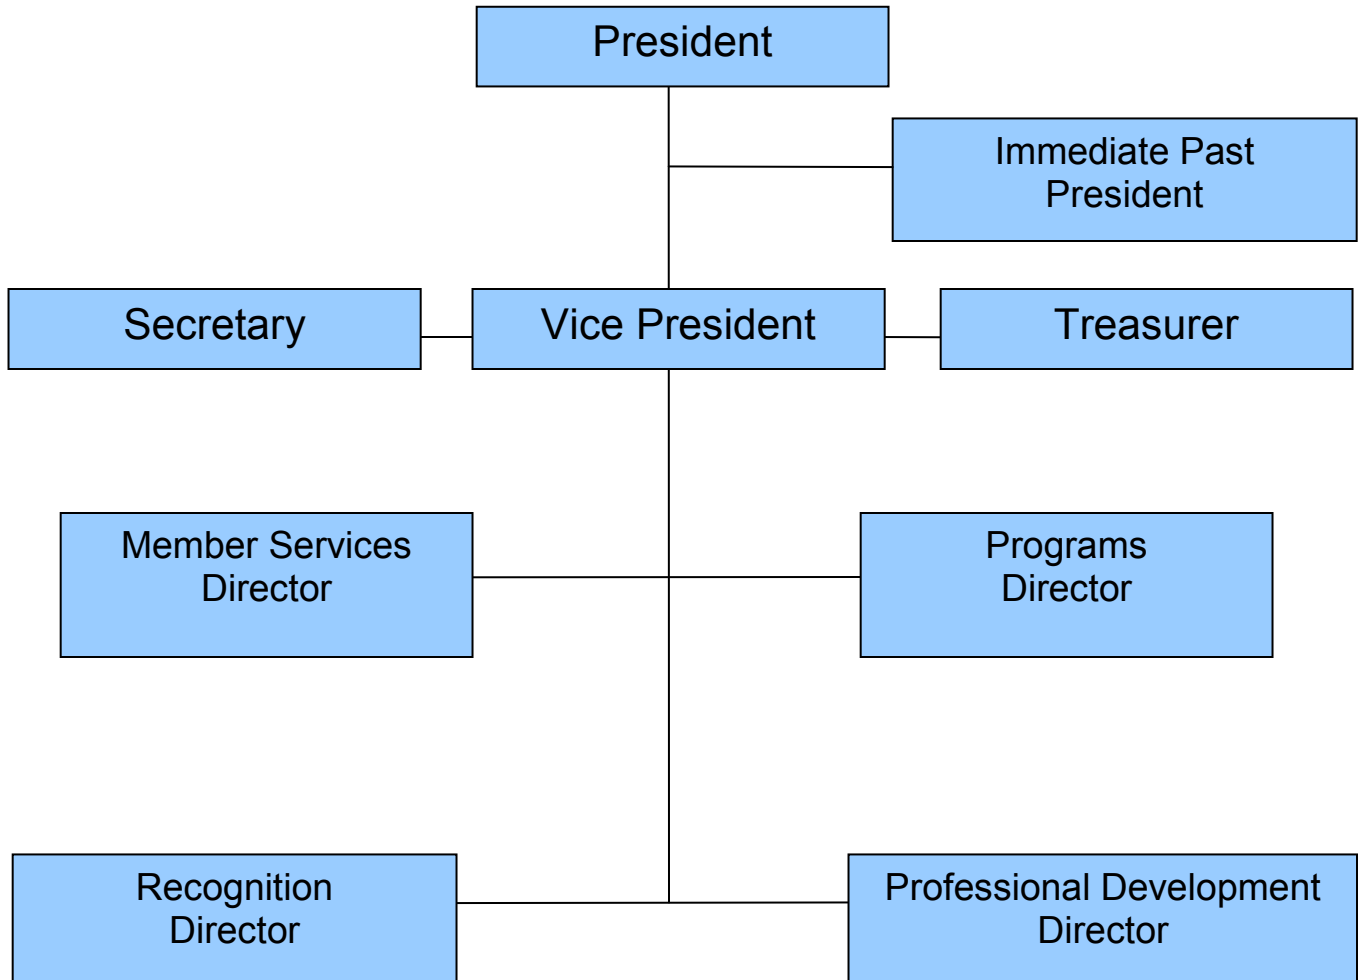 President
Immediate Past
President
Secretary
Vice President
Treasurer
Member Services
Director
Programs
Director
Recognition
Director
Professional Development
Director